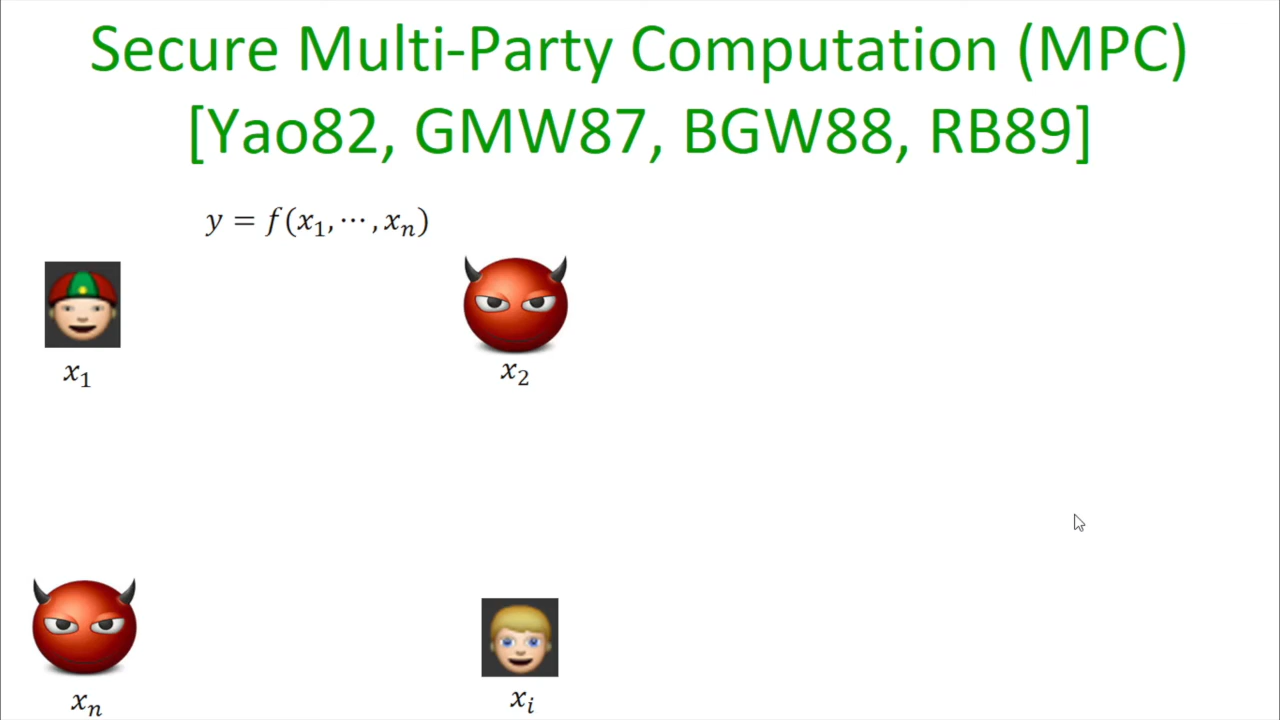 Secure Multi-Party Computation (MPC)
[Yao82, GMW87, BGW88, RB89]
y = f(x₁, ⋯, xₙ)
x₁
x₂
xₙ
xᵢ